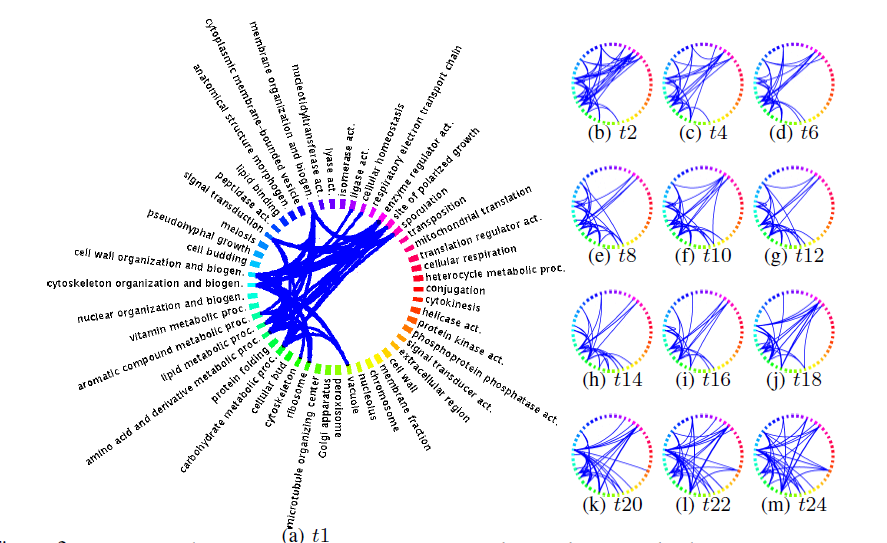 cytoplasmic membrane-bounded vesicle
membrane organization and biogen.
nucleotidyltransferase act.
anatomical structure morphogen.
lyase act.
isomerase act.
ligase act.
cellular homeostasis
respiratory electron transport chain
enzyme regulator act.
site of polarized growth
sporulation
transposition
mitochondrial translation
translation regulator act.
cellular respiration
heterocycle metabolic proc.
conjugation
cytokinesis
helicase act.
protein kinase act.
phosphoprotein phosphatase act.
signal transducer act.
extracellular region
cell wall
membrane fraction
chromosome
nucleolus
vacuole
peroxisome
Golgi apparatus
microtubule organizing center
ribosome
cytoskeleton
cellular bud
carbohydrate metabolic proc.
protein folding
amino acid and derivative metabolic proc.
lipid metabolic proc.
aromatic compound metabolic proc.
vitamin metabolic proc.
nuclear organization and biogen.
cytoskeleton organization and biogen.
cell wall organization and biogen.
cell budding
pseudohyphal growth
meiosis
signal transduction
peptidase act.
lipid binding
(a) t1
(b) t2
(c) t4
(d) t6
(e) t8
(f) t10
(g) t12
(h) t14
(i) t16
(j) t18
(k) t20
(l) t22
(m) t24